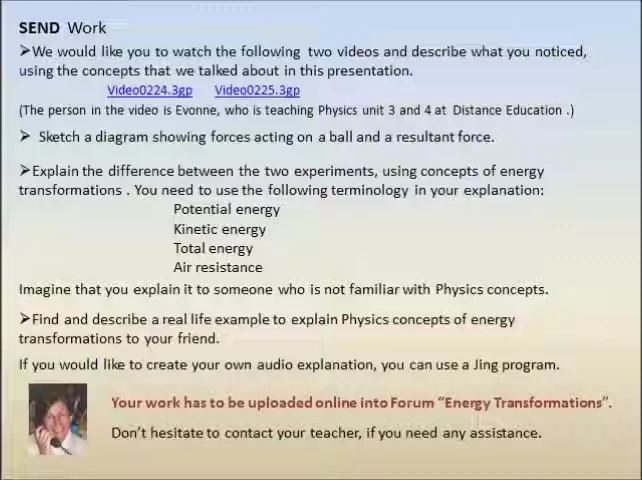 SEND Work
➢We would like you to watch the following two videos and describe what you noticed,
using the concepts that we talked about in this presentation.
Video0224.3gp Video0225.3gp
(The person in the video is Evonne, who is teaching Physics unit 3 and 4 at Distance Education .)
➢ Sketch a diagram showing forces acting on a ball and a resultant force.
➢Explain the difference between the two experiments, using concepts of energy
transformations . You need to use the following terminology in your explanation:
Potential energy
Kinetic energy
Total energy
Air resistance
Imagine that you explain it to someone who is not familiar with Physics concepts.
➢Find and describe a real life example to explain Physics concepts of energy
transformations to your friend.
If you would like to create your own audio explanation, you can use a Jing program.
Your work has to be uploaded online into Forum “Energy Transformations”.
Don’t hesitate to contact your teacher, if you need any assistance.